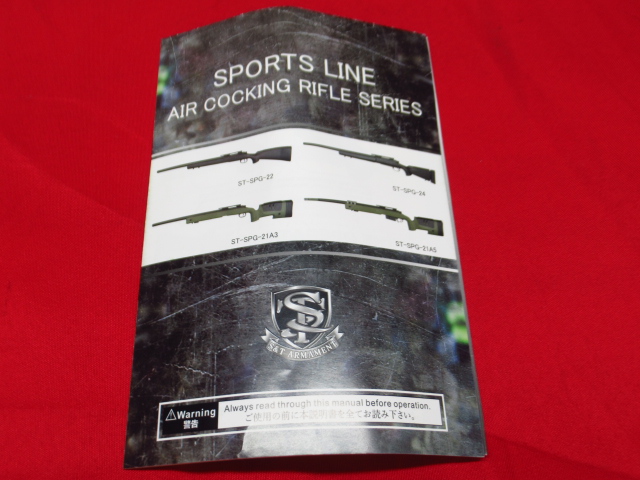 SPORTS LINE
AIR COCKING RIFLE SERIES
ST-SPG-22
ST-SPG-24
ST-SPG-21A3
ST-SPG-21A5
S&T ARMAMENT
Warning
警告
Always read through this manual before operation.
ご使用の前に本説明書を全てお読み下さい。